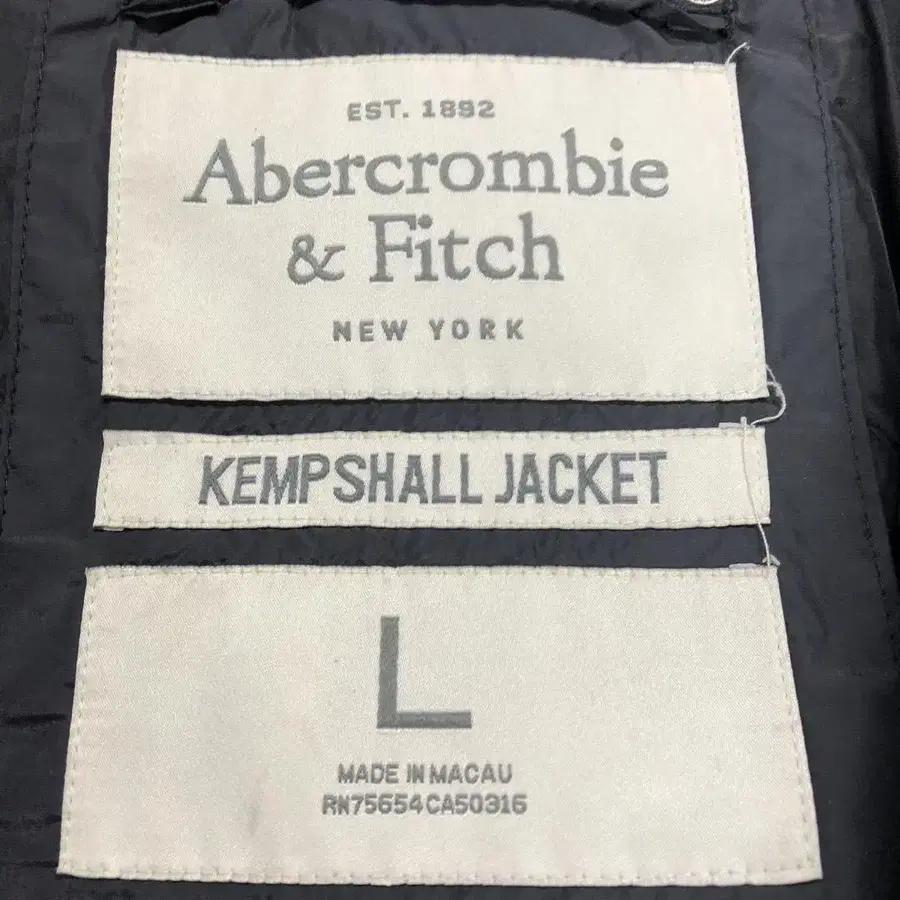 EST. 1892
Abercrombie
& Fitch
NEW YORK
KEMPSHALL JACKET
L
MADE IN MACAU
RN75654CA50316